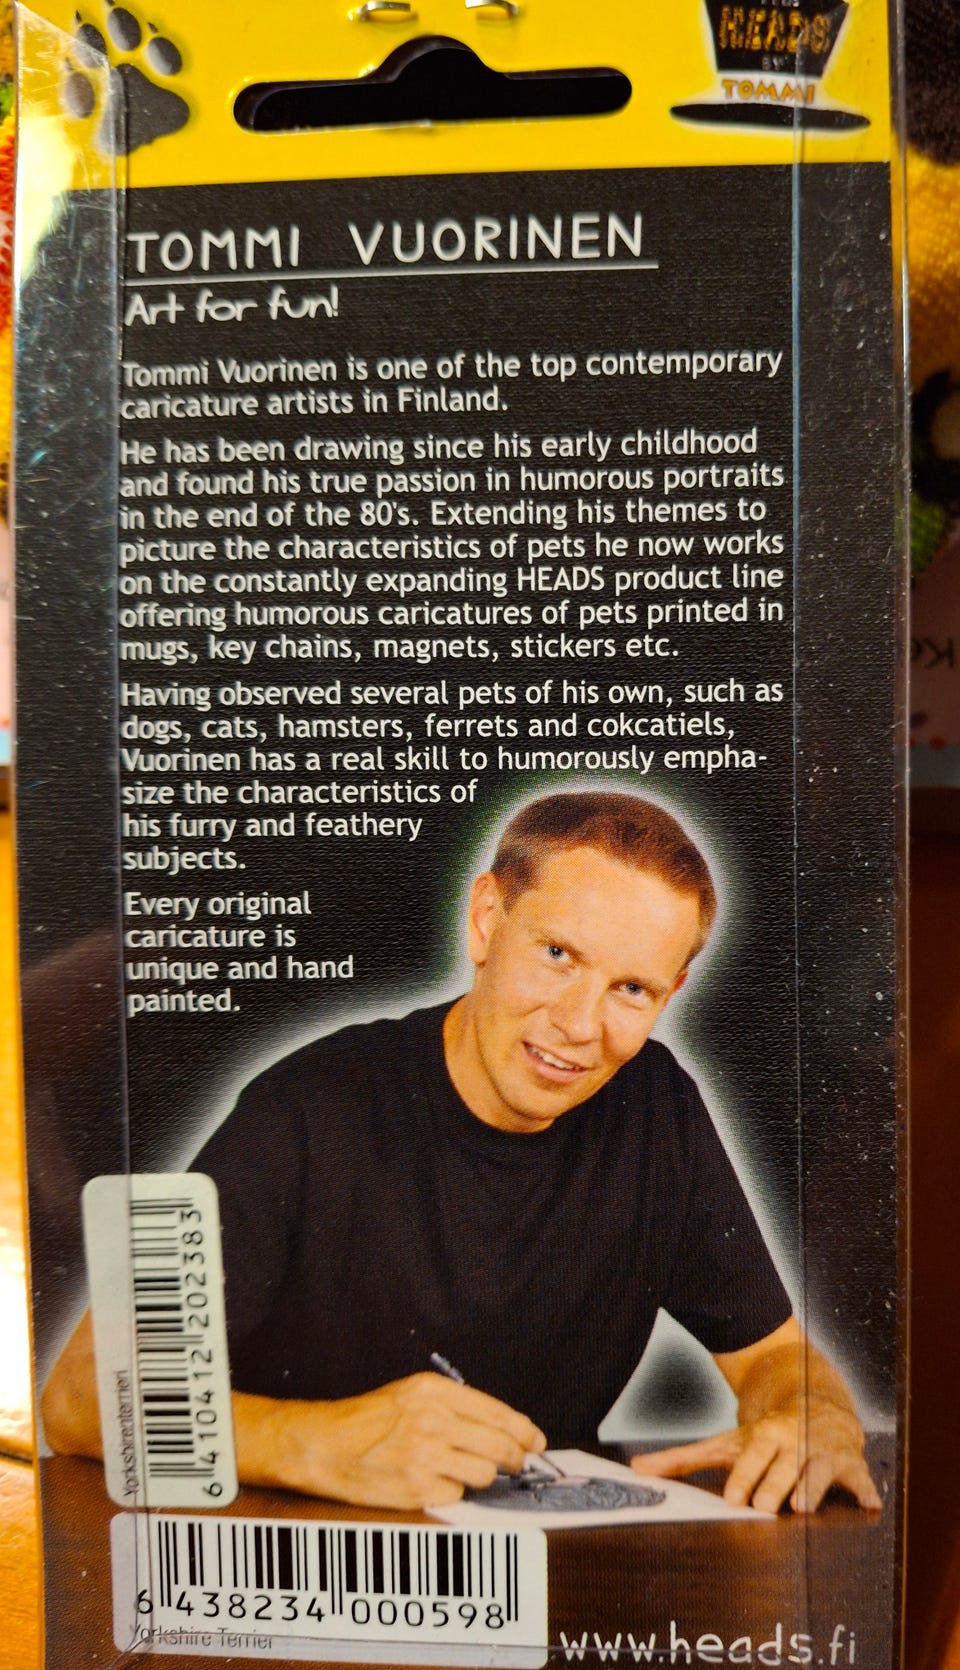 HEADS
BY
TOMMI
TOMMI VUORINEN
Art for fun!
Tommi Vuorinen is one of the top contemporary
caricature artists in Finland.
He has been drawing since his early childhood
and found his true passion in humorous portraits
in the end of the 80's. Extending his themes to
picture the characteristics of pets he now works
on the constantly expanding HEADS product line
offering humorous caricatures of pets printed in
mugs, key chains, magnets, stickers etc.
Having observed several pets of his own, such as
dogs, cats, hamsters, ferrets and cokcatiels,
Vuorinen has a real skill to humorously empha-
size the characteristics of
his furry and feathery
subjects.
Every original
caricature is
unique and hand
painted.
Yorkshirenterrieri
6 410412 202383
6 438234 000598
Yorkshire Terrier
www.heads.fi